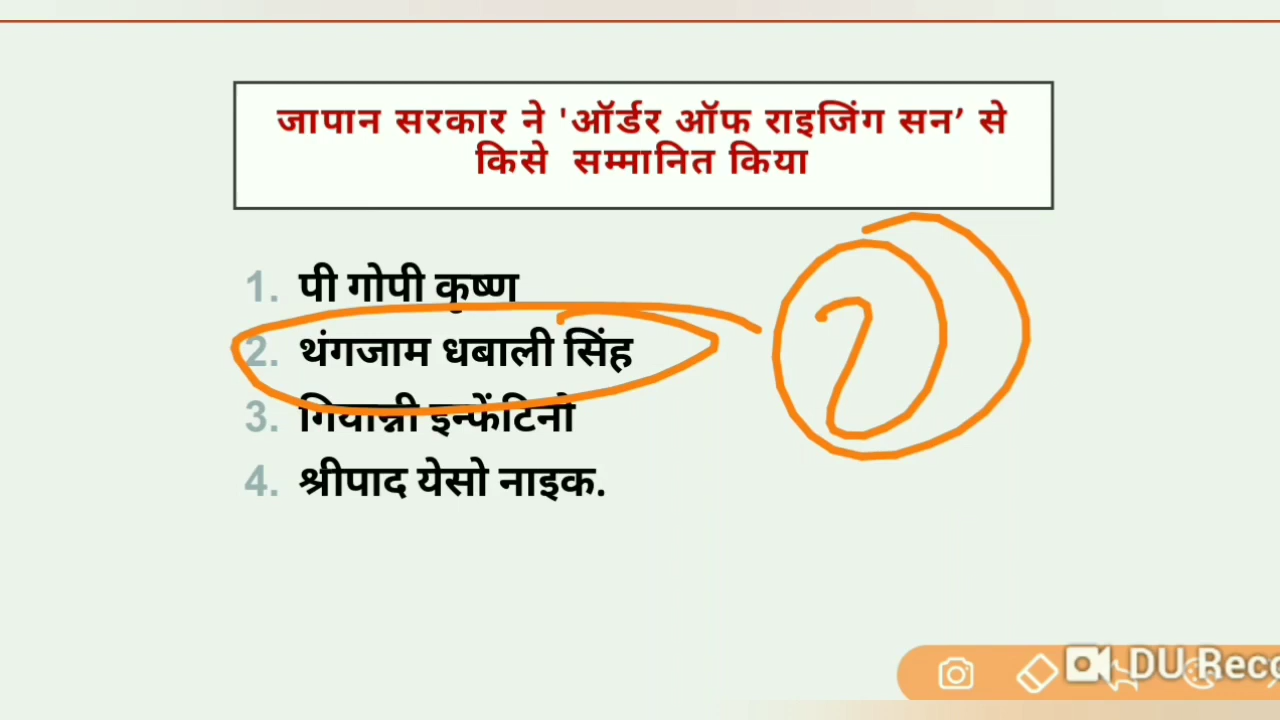 जापान सरकार ने 'ऑर्डर ऑफ राइजिंग सन’ से
किसे सम्मानित किया
1. पी गोपी कृष्ण
2. थंगजाम धबाली सिंह
2
3. गियान्नी इन्फेंटिनो
4. श्रीपाद येसो नाइक.
DU Reco